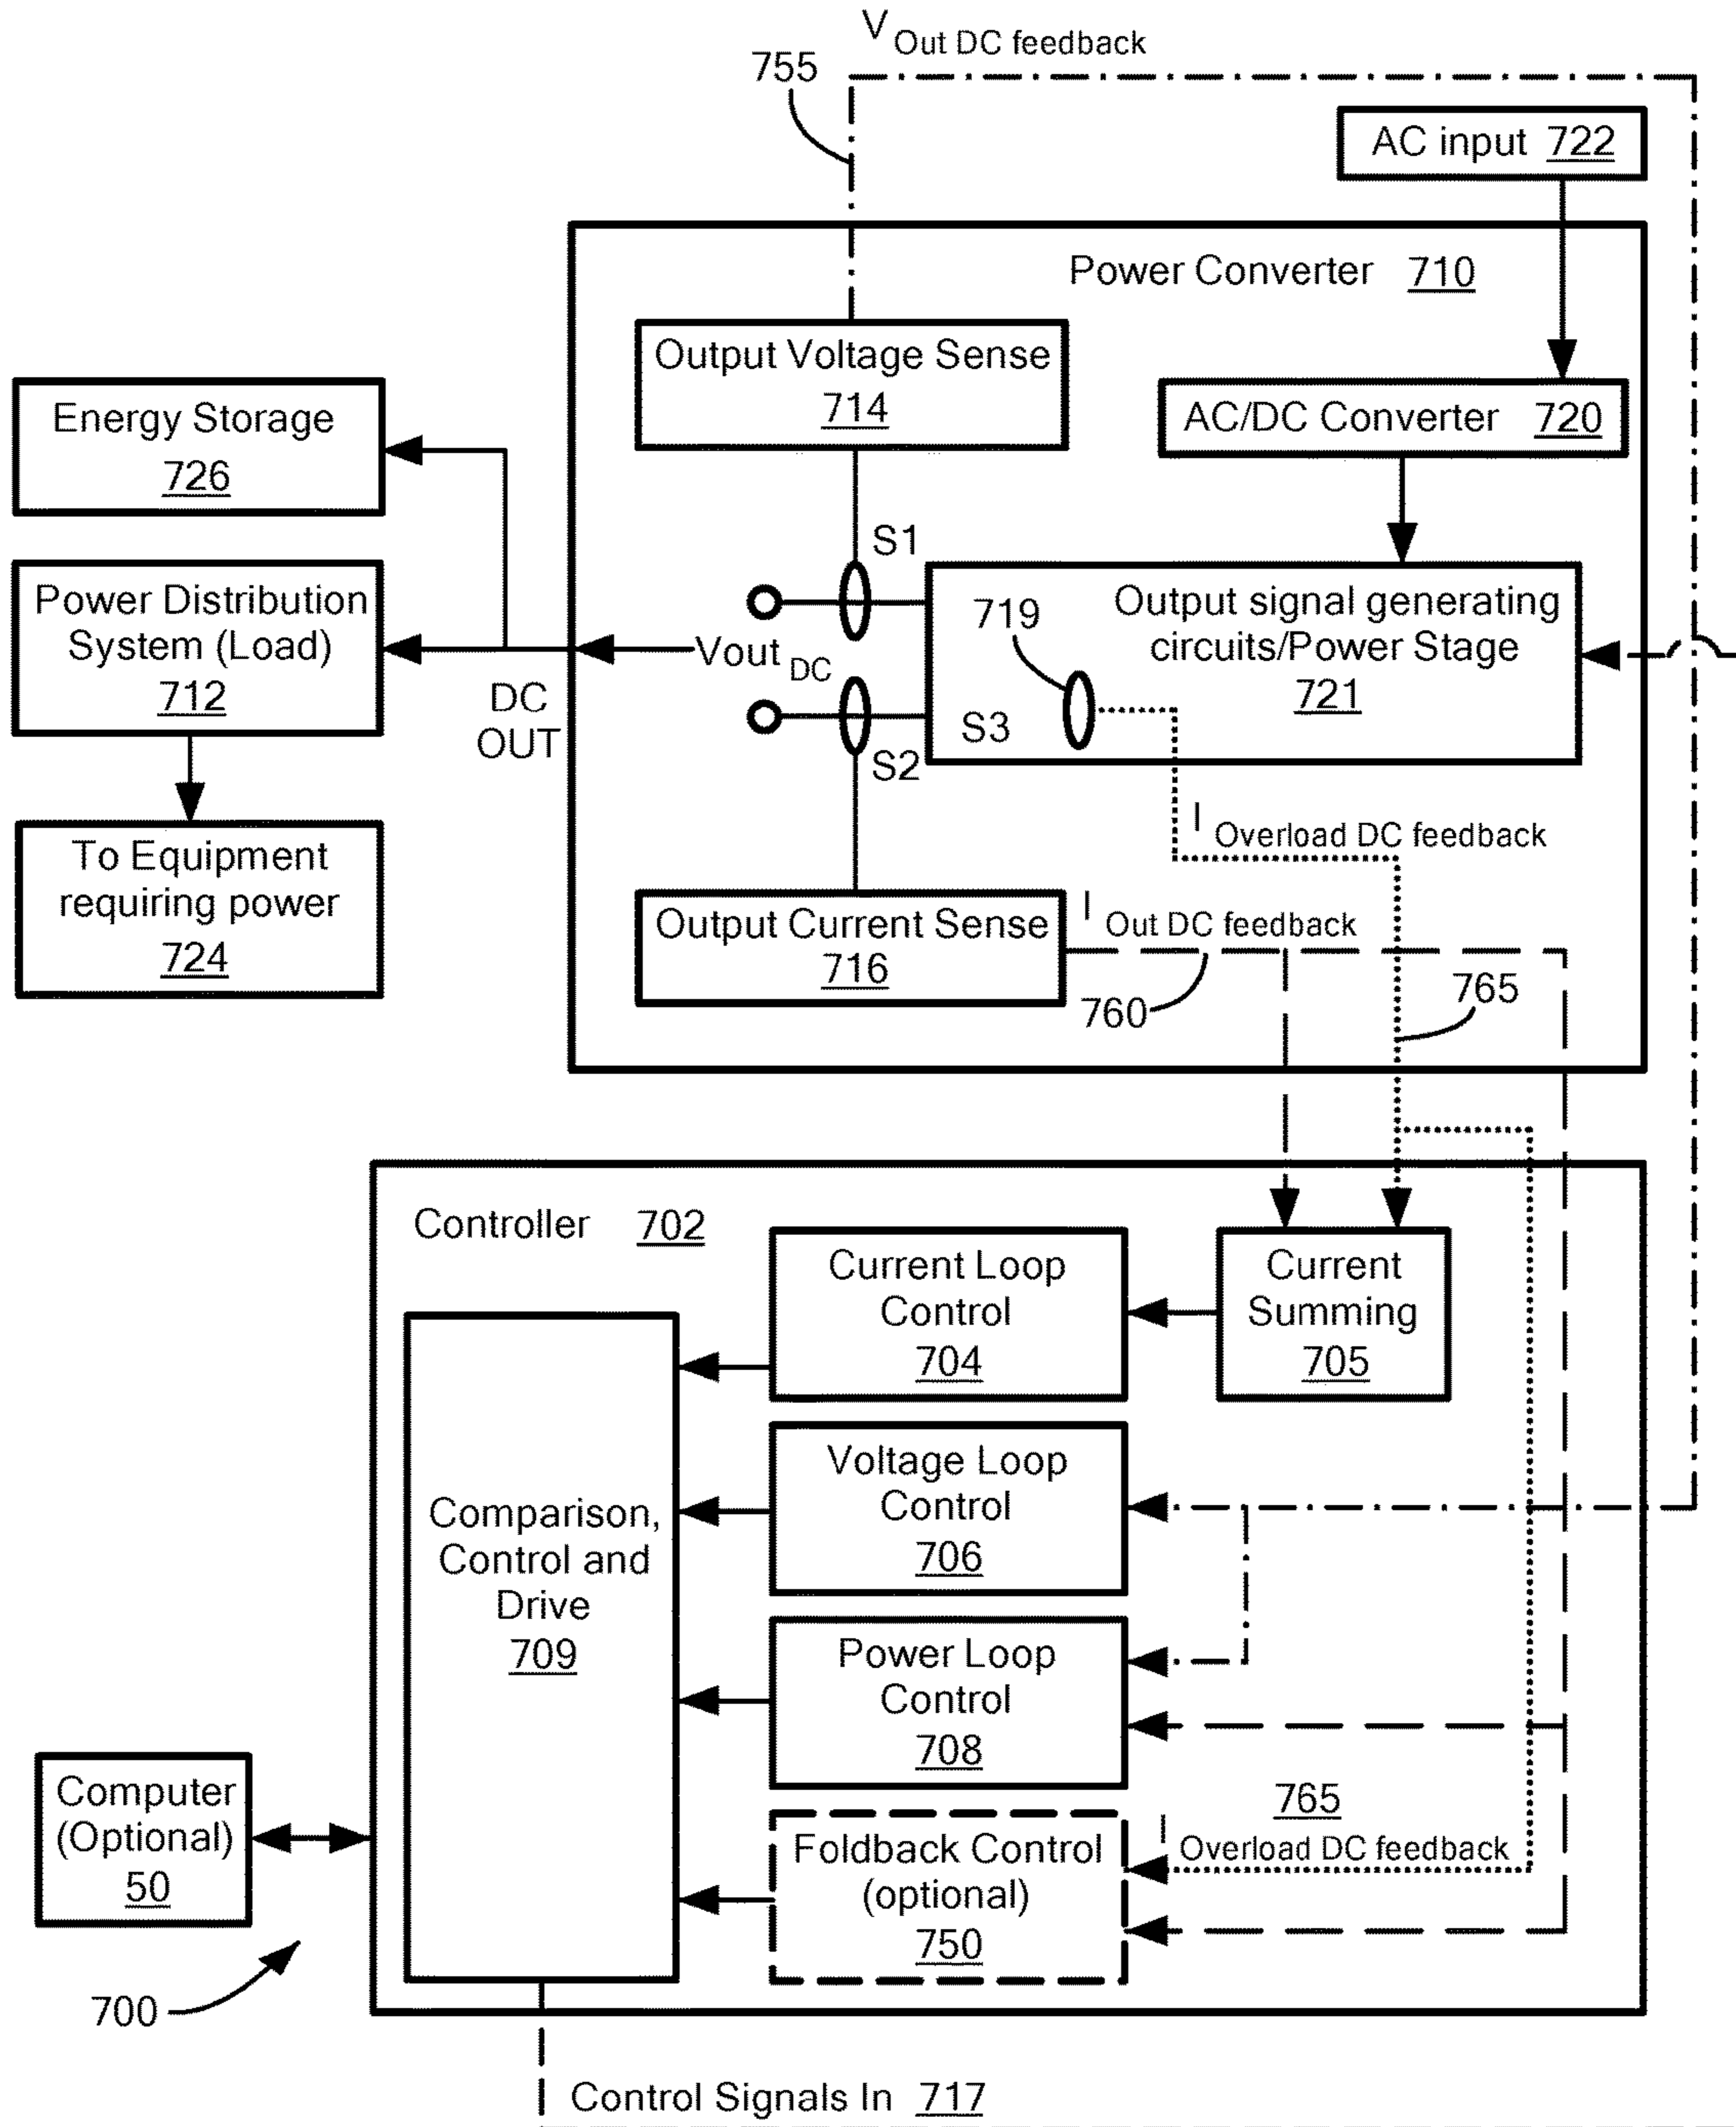 V Out DC feedback
755
AC input 722
Power Converter 710
Output Voltage Sense
714
AC/DC Converter 720
Energy Storage
726
S1
Power Distribution
System (Load)
712
Vout DC
DC
OUT
719
Output signal generating
circuits/Power Stage
721
S3
S2
I Overload DC feedback
To Equipment
requiring power
724
Output Current Sense
716
I Out DC feedback
760
765
Controller 702
Current Loop
Control
704
Current
Summing
705
Voltage Loop
Control
706
Comparison,
Control and
Drive
709
Power Loop
Control
708
Computer
(Optional)
50
765
I Overload DC feedback
Foldback Control
(optional)
750
700
Control Signals In 717